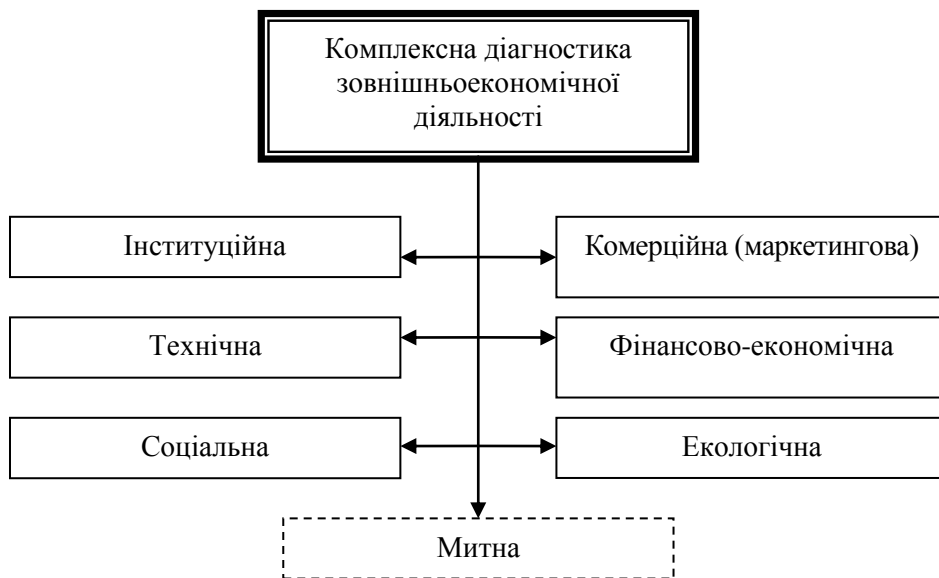 Комплексна діагностика
зовнішньоекономічної
діяльності
Інституційна
Комерційна (маркетингова)
Технічна
Фінансово-економічна
Соціальна
Екологічна
Митна